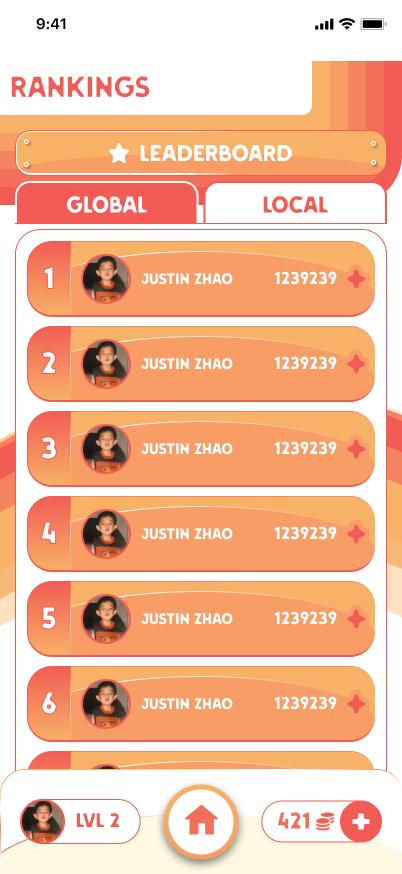 9:41
RANKINGS
LEADERBOARD
GLOBAL LOCAL
1 JUSTIN ZHAO 1239239
2 JUSTIN ZHAO 1239239
3 JUSTIN ZHAO 1239239
4 JUSTIN ZHAO 1239239
5 JUSTIN ZHAO 1239239
6 JUSTIN ZHAO 1239239
LVL 2 421